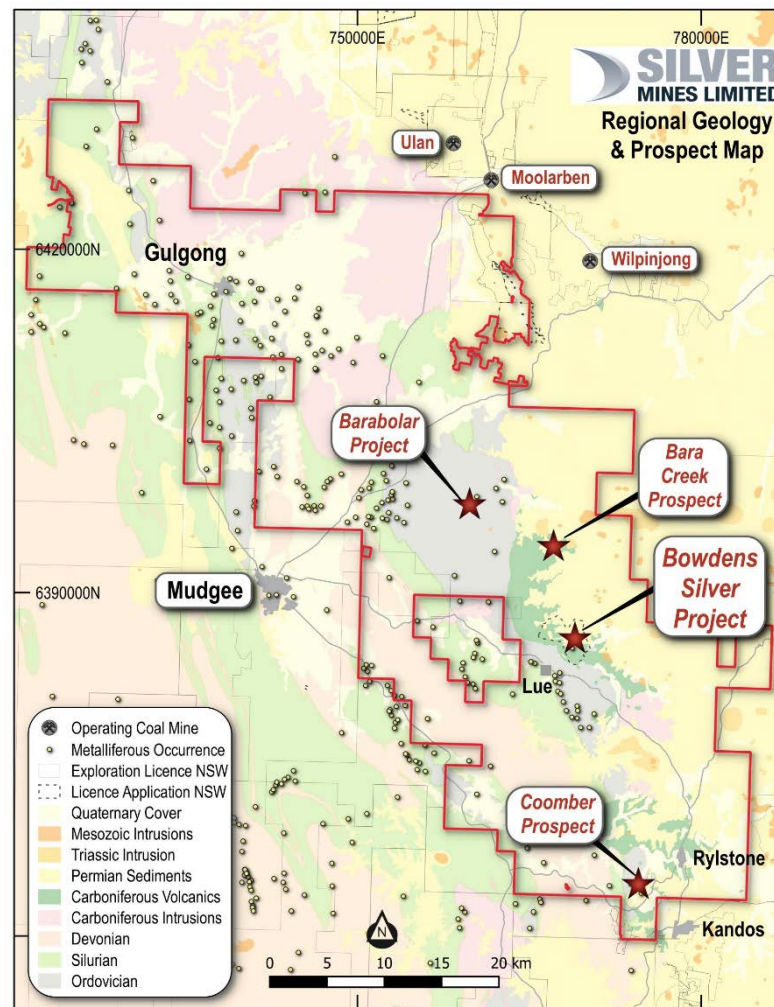 750000E
780000E
SILVER
MINES LIMITED
Regional Geology
& Prospect Map
Ulan
Moolarben
6420000N
Gulgong
Wilpinjong
Barabolar
Project
Bara
Creek
Prospect
6390000N
Mudgee
Bowdens
Silver
Project
Lue
Operating Coal Mine
Metalliferous Occurrence
Exploration Licence NSW
Licence Application NSW
Quaternary Cover
Mesozoic Intrusions
Triassic Intrusion
Permian Sediments
Carboniferous Volcanics
Carboniferous Intrusions
Devonian
Silurian
Ordovician
Coomber
Prospect
Rylstone
Kandos
N
0 5 10 15 20 km